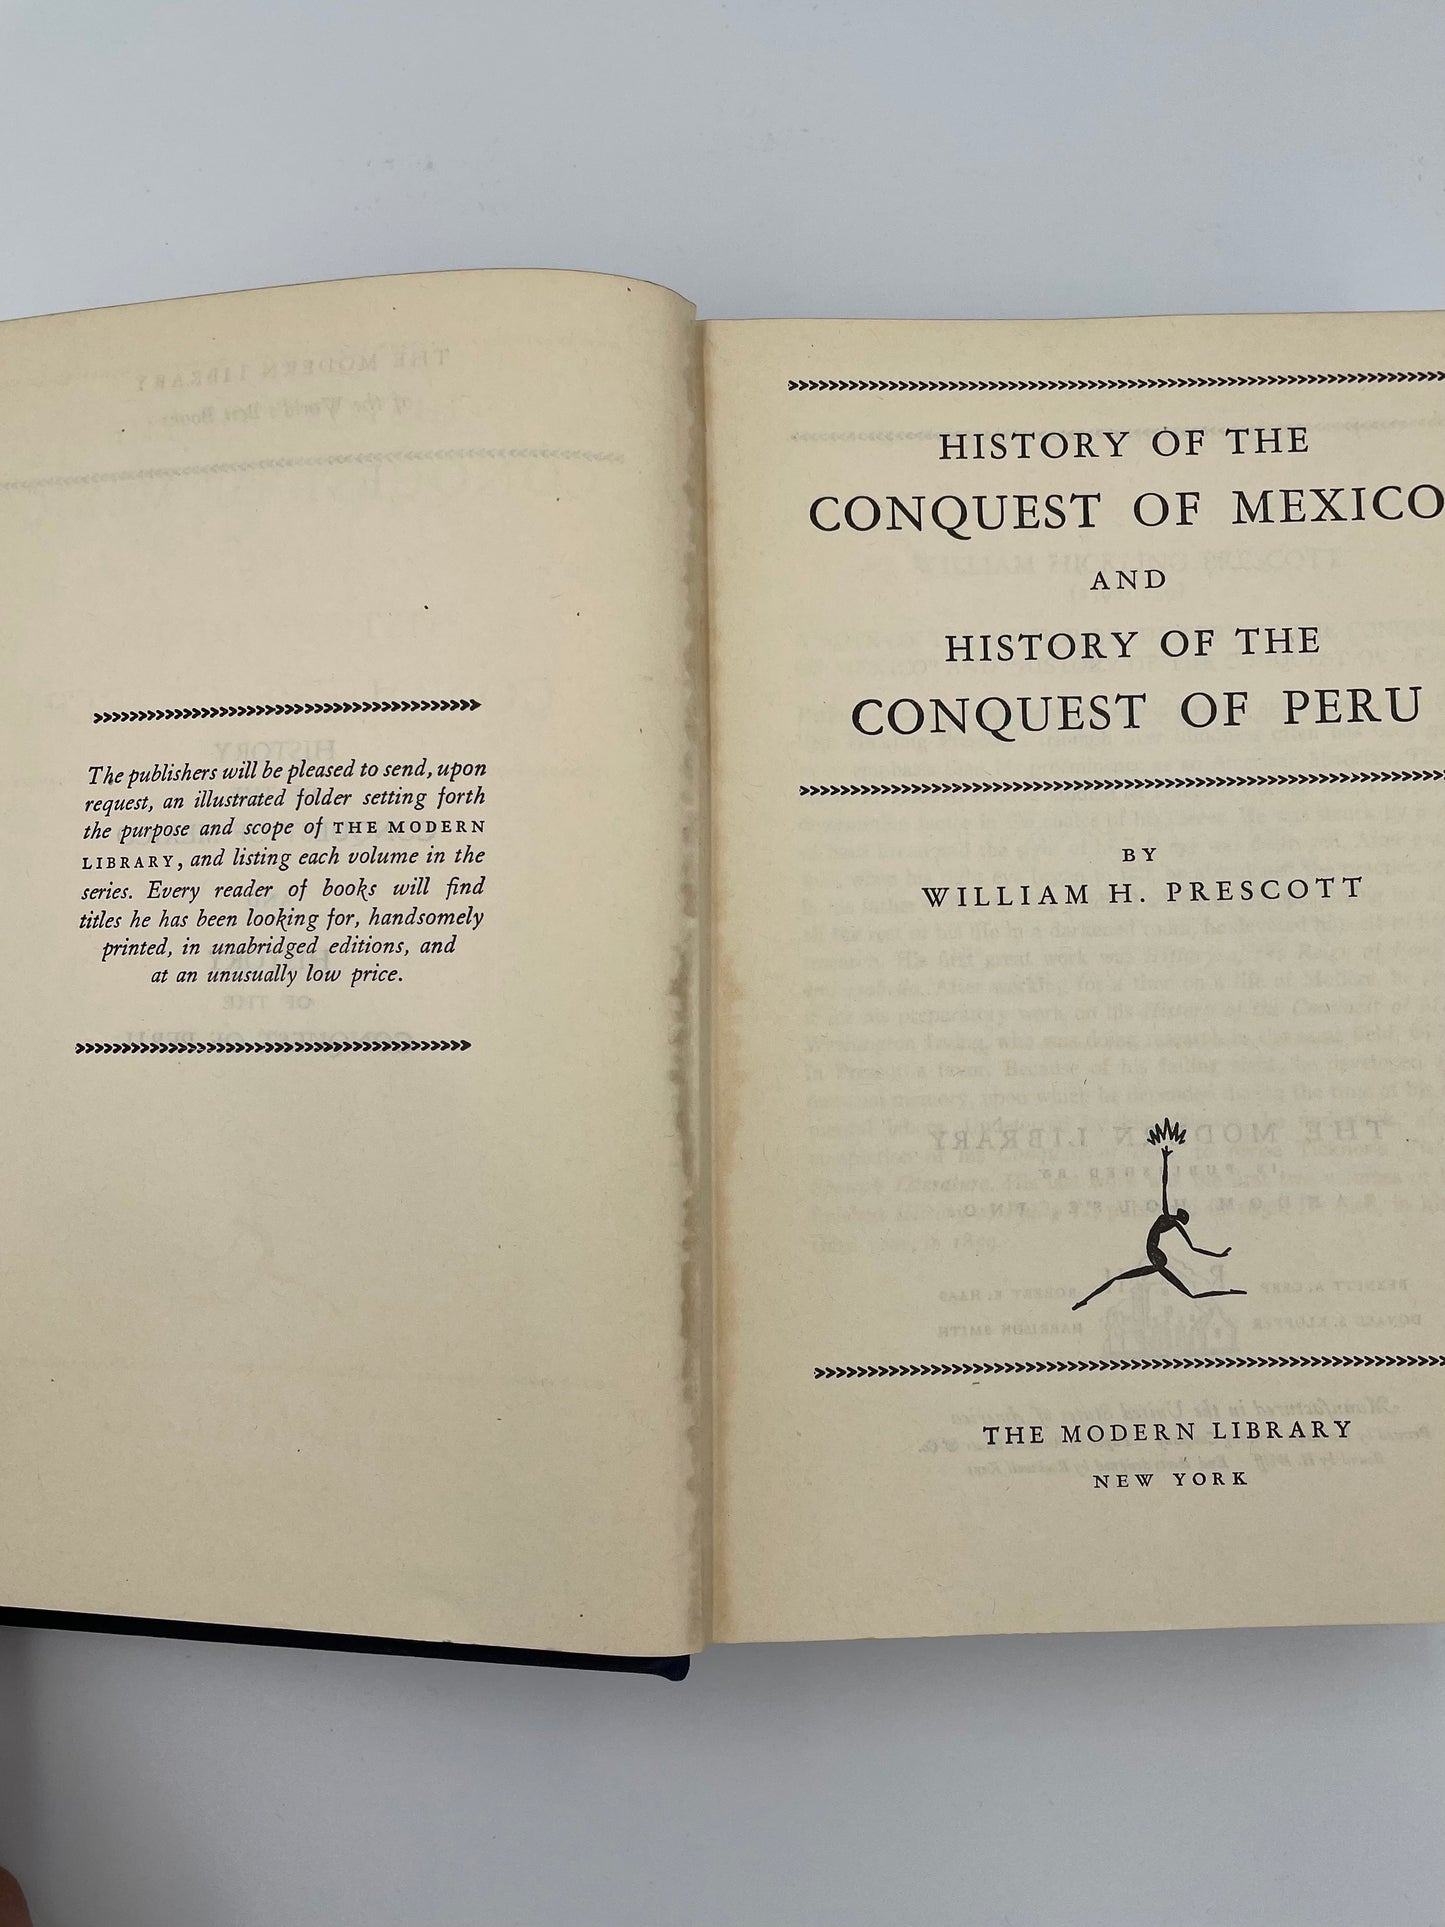 The publishers will be pleased to send, upon
request, an illustrated folder setting forth
the purpose and scope of THE MODERN
LIBRARY, and listing each volume in the
series. Every reader of books will find
titles he has been looking for, handsomely
printed, in unabridged editions, and
at an unusually low price.
HISTORY OF THE
CONQUEST OF MEXICO
AND
HISTORY OF THE
CONQUEST OF PERU
BY
WILLIAM H. PRESCOTT
THE MODERN LIBRARY
NEW YORK